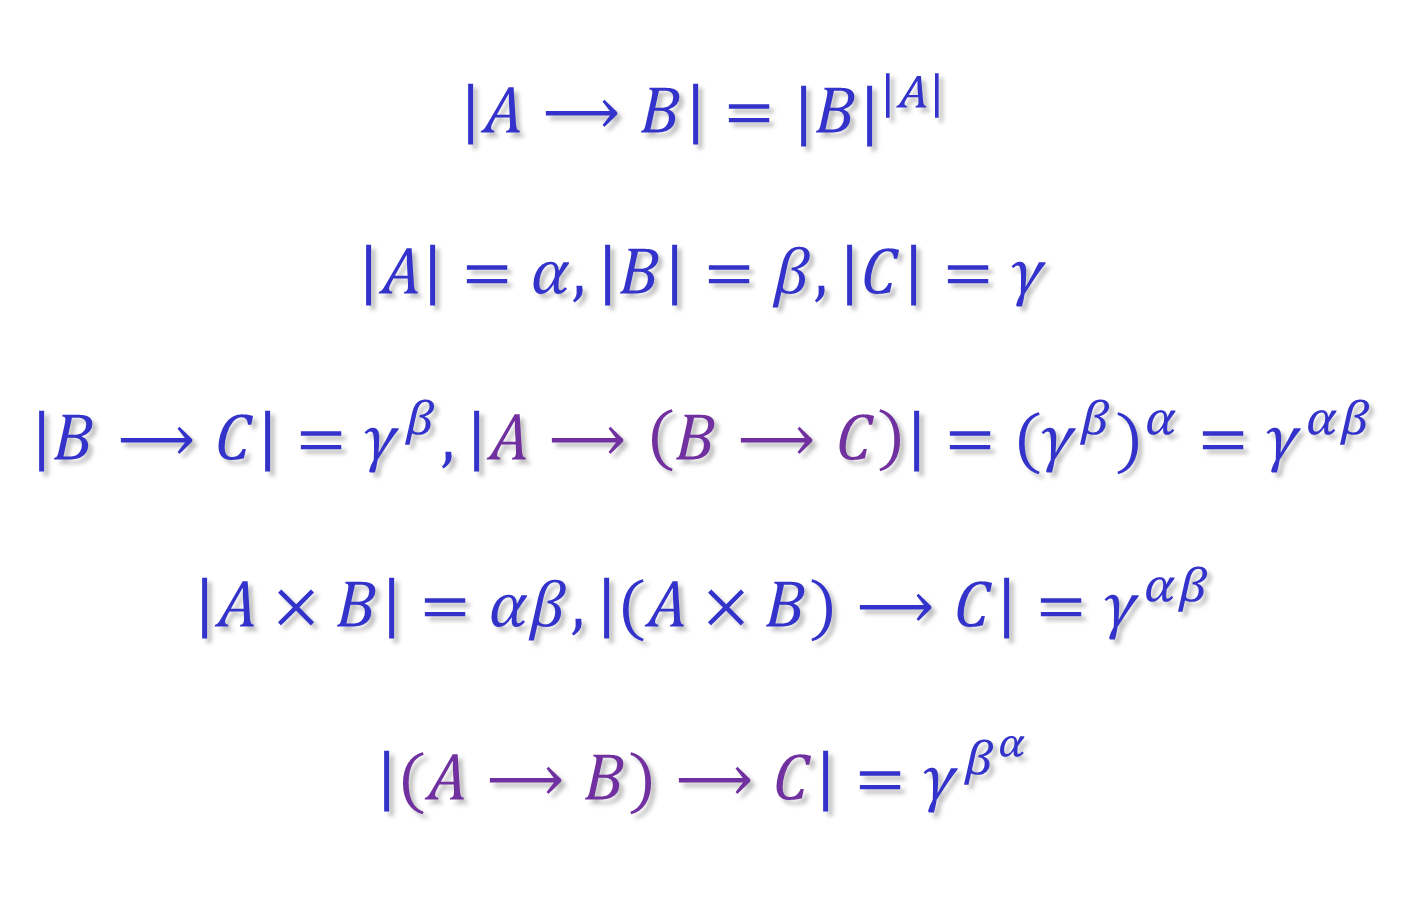 |A ⟶ B| = |B|^|A|
|A| = α, |B| = β, |C| = γ
|B ⟶ C| = γ^β, |A ⟶ (B ⟶ C)| = (γ^β)^α = γ^αβ
|A × B| = αβ, |(A × B) ⟶ C| = γ^αβ
|(A ⟶ B) ⟶ C| = γ^β^α